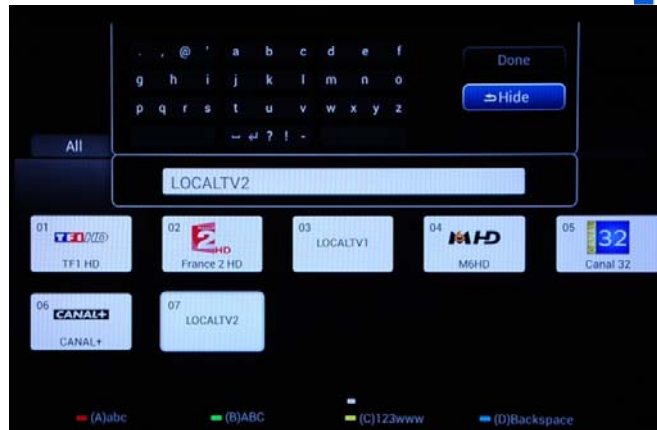 . , @ ' a b c d e f
Done
g h i j k l m n o
Hide
p q r s t u v w x y z
↵ ? ! -
All
LOCALTV2
01 TF1 HD
TF1 HD
02 2 HD
France 2 HD
03
LOCALTV1
04 M HD
M6HD
05 32
Canal 32
06 CANAL+
CANAL+
07
LOCALTV2
(A)abc (B)ABC (C)123www (D)Backspace